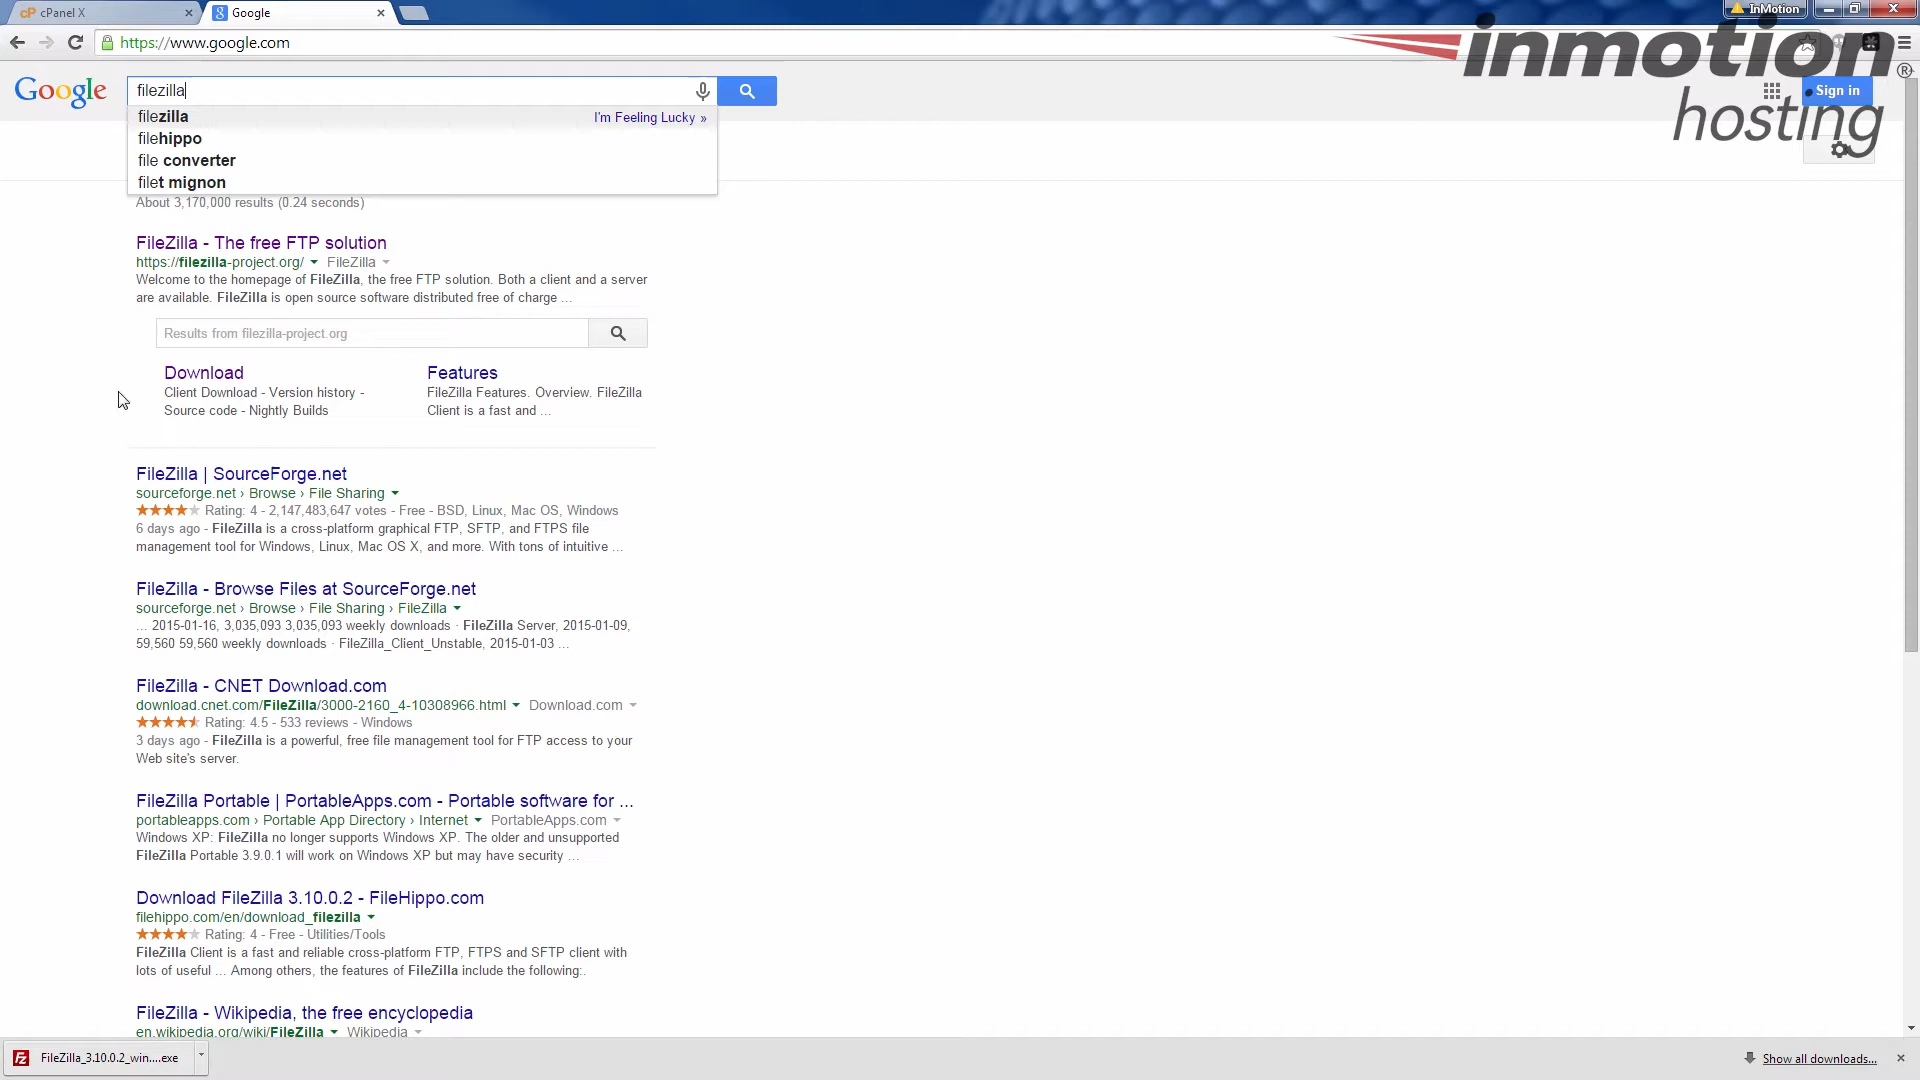 cPanel X
Google
InMotion
https://www.google.com
inmotion
hosting
®
Google
filezilla
Sign in
filezilla
I'm Feeling Lucky »
filehippo
file converter
filet mignon
About 3,170,000 results (0.24 seconds)
FileZilla - The free FTP solution
https://filezilla-project.org/ FileZilla
Welcome to the homepage of FileZilla, the free FTP solution. Both a client and a server
are available. FileZilla is open source software distributed free of charge ...
Results from filezilla-project.org
Download
Client Download - Version history -
Source code - Nightly Builds
Features
FileZilla Features. Overview. FileZilla
Client is a fast and ...
FileZilla | SourceForge.net
sourceforge.net › Browse › File Sharing
Rating: 4 - 2,147,483,647 votes - Free - BSD, Linux, Mac OS, Windows
6 days ago - FileZilla is a cross-platform graphical FTP, SFTP, and FTPS file
management tool for Windows, Linux, Mac OS X, and more. With tons of intuitive ...
FileZilla - Browse Files at SourceForge.net
sourceforge.net › Browse › File Sharing › FileZilla
... 2015-01-16, 3,035,093 3,035,093 weekly downloads · FileZilla Server, 2015-01-09,
59,560 59,560 weekly downloads · FileZilla_Client_Unstable, 2015-01-03 ...
FileZilla - CNET Download.com
download.cnet.com/FileZilla/3000-2160_4-10308966.html Download.com
Rating: 4.5 - 533 reviews - Windows
3 days ago - FileZilla is a powerful, free file management tool for FTP access to your
Web site's server.
FileZilla Portable | PortableApps.com - Portable software for ...
portableapps.com › Portable App Directory › Internet PortableApps.com
Windows XP: FileZilla no longer supports Windows XP. The older and unsupported
FileZilla Portable 3.9.0.1 will work on Windows XP but may have security ...
Download FileZilla 3.10.0.2 - FileHippo.com
filehippo.com/en/download_filezilla
Rating: 4 - Free - Utilities/Tools
FileZilla Client is a fast and reliable cross-platform FTP, FTPS and SFTP client with
lots of useful ... Among others, the features of FileZilla include the following:.
FileZilla - Wikipedia, the free encyclopedia
en.wikipedia.org/wiki/FileZilla Wikipedia
FileZilla_3.10.0.2_win....exe
Show all downloads...